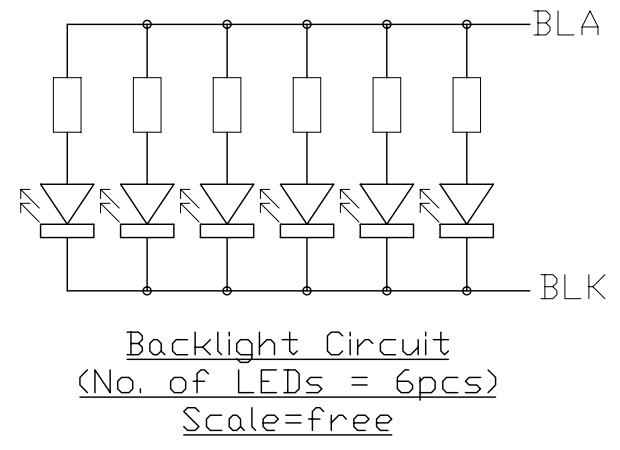 BLA
BLK
Backlight Circuit
(No. of LEDs = 6pcs)
Scale=free